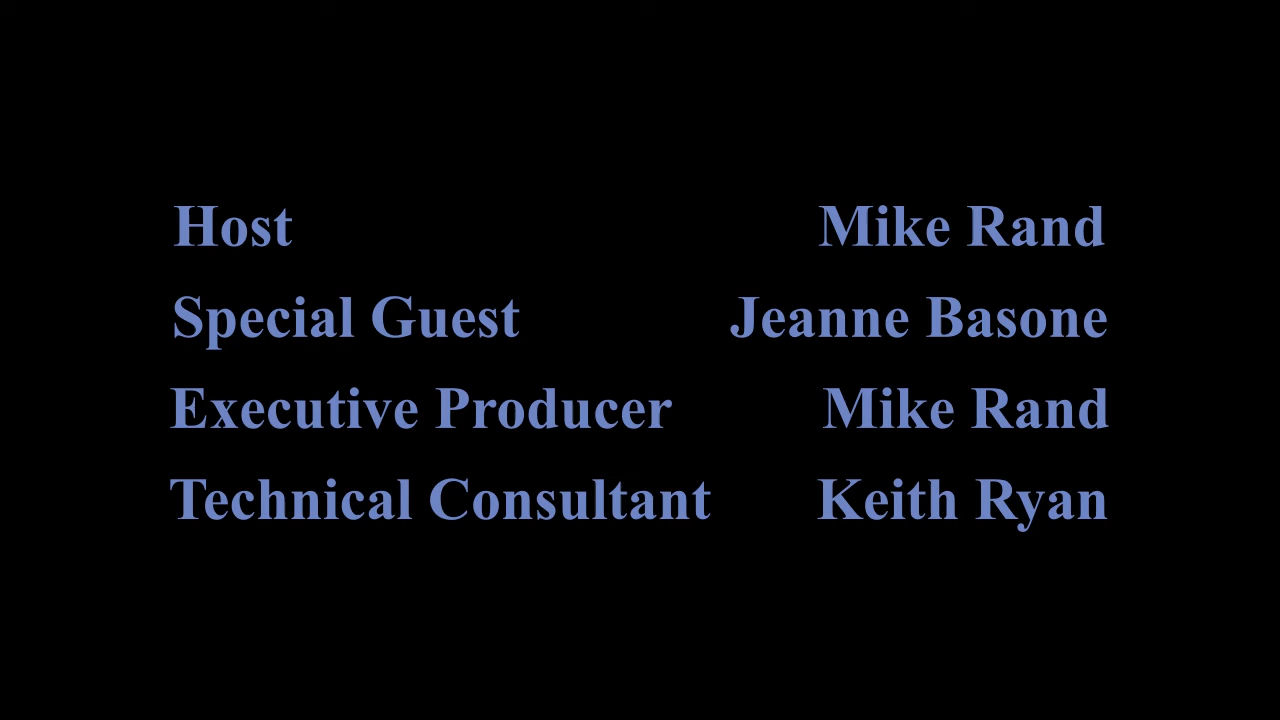 Host Mike Rand
Special Guest Jeanne Basone
Executive Producer Mike Rand
Technical Consultant Keith Ryan